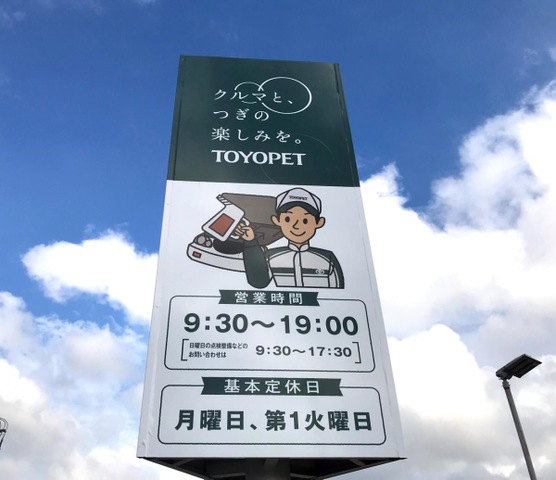 クルマと、
つぎの
楽しみを。
TOYOPET
TOYOPET
営業時間
9:30〜19:00
日曜日の点検整備などの
お問い合わせは 9:30〜17:30
基本定休日
月曜日、第1火曜日